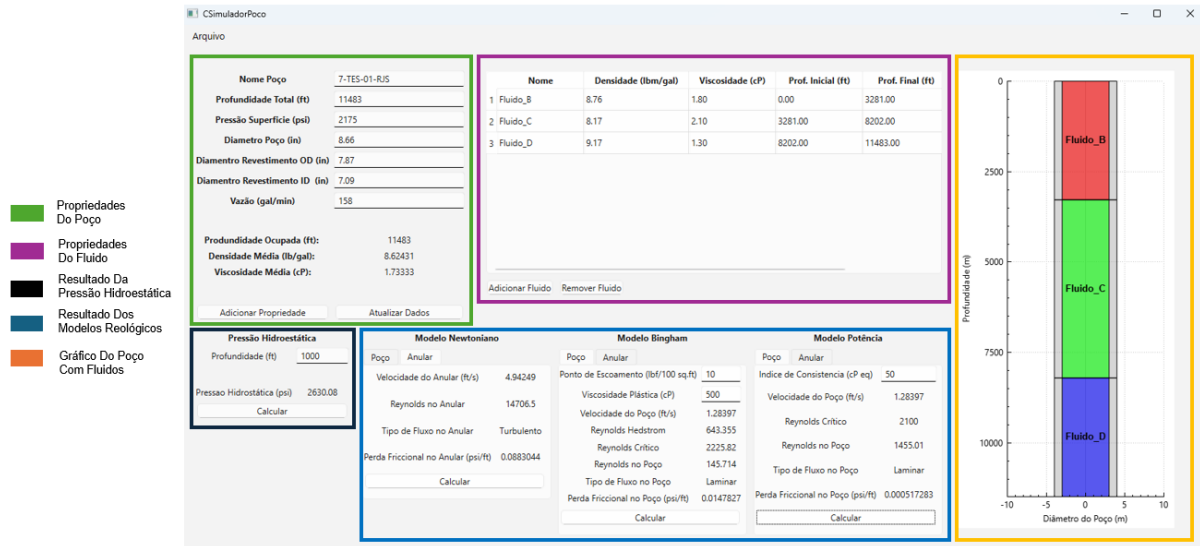 CSimuladorPoco
Arquivo
Nome Poço 7-TES-01-RJS
Profundidade Total (ft) 11483
Pressão Superficie (psi) 2175
Diametro Poço (in) 8.66
Diamentro Revestimento OD (in) 7.87
Diamentro Revestimento ID (in) 7.09
Vazão (gal/min) 158
Produndidade Ocupada (ft): 11483
Densidade Média (lb/gal): 8.62431
Viscosidade Média (cP): 1.73333
Adicionar Propriedade Atualizar Dados
Nome Densidade (lbm/gal) Viscosidade (cP) Prof. Inicial (ft) Prof. Final (ft)
1 Fluido_B 8.76 1.80 0.00 3281.00
2 Fluido_C 8.17 2.10 3281.00 8202.00
3 Fluido_D 9.17 1.30 8202.00 11483.00
Adicionar Fluido Remover Fluido
Propriedades
Do Poço
Propriedades
Do Fluido
Resultado Da
Pressão Hidroestática
Resultado Dos
Modelos Reológicos
Gráfico Do Poço
Com Fluidos
Pressão Hidroestática
Profundidade (ft) 1000
Pressao Hidrostática (psi) 2630.08
Calcular
Modelo Newtoniano
Poço Anular
Velocidade do Anular (ft/s) 4.94249
Reynolds no Anular 14706.5
Tipo de Fluxo no Anular Turbulento
Perda Friccional no Anular (psi/ft) 0.0883044
Calcular
Modelo Bingham
Poço Anular
Ponto de Escoamento (lbf/100 sq.ft) 10
Viscosidade Plástica (cP) 500
Velocidade do Poço (ft/s) 1.28397
Reynolds Hedstrom 643.355
Reynolds Crítico 2225.82
Reynolds no Poço 145.714
Tipo de Fluxo no Poço Laminar
Perda Friccional no Poço (psi/ft) 0.0147827
Calcular
Modelo Potência
Poço Anular
Indice de Consistencia (cP eq) 50
Velocidade do Poço (ft/s) 1.28397
Reynolds Crítico 2100
Reynolds no Poço 1455.01
Tipo de Fluxo no Poço Laminar
Perda Friccional no Poço (psi/ft) 0.000517283
Calcular
0
2500
5000
7500
10000
Profundidade (m)
Fluido_B
Fluido_C
Fluido_D
-10 -5 0 5 10
Diâmetro do Poço (m)